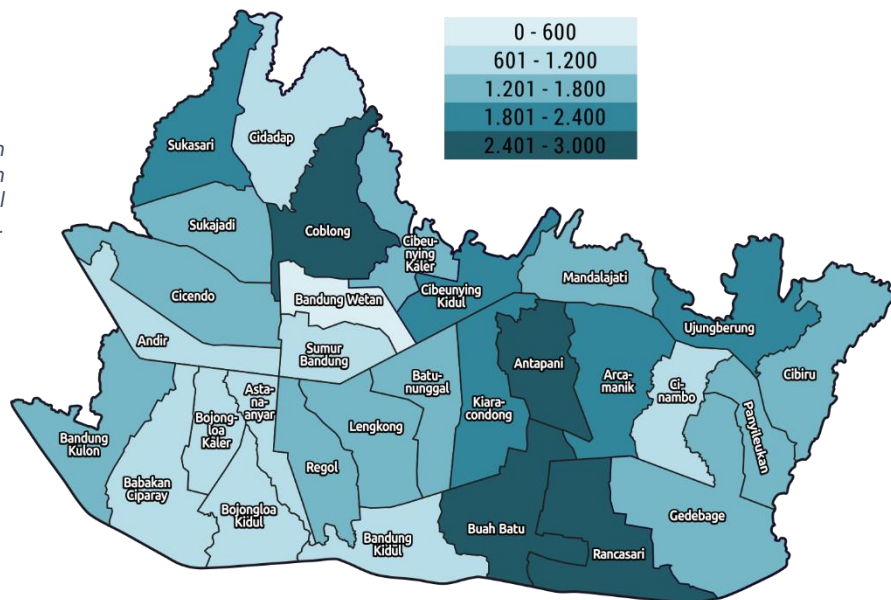 0 - 600
601 - 1.200
1.201 - 1.800
1.801 - 2.400
2.401 - 3.000
Sukasari
Cidadap
Sukajadi
Coblong
Cibeu-
nying
Kaler
Cicendo
Bandung Wetan
Cibeunying
Kidul
Mandalajati
Ujungberung
Andir
Sumur
Bandung
Antapani
Arca-
manik
Ci-
nambo
Cibiru
Batu-
nunggal
Kiara-
condong
Asta-
na-
anyar
Bojong-
loa
Kaler
Lengkong
Panyileukan
Bandung
Kulon
Babakan
Ciparay
Regol
Bojongloa
Kidul
Bandung
Kidul
Buah Batu
Rancasari
Gedebage